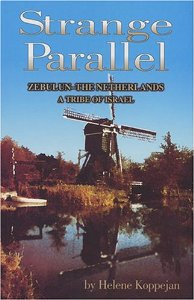 Strange
Parallel
ZEBULUN–THE NETHERLANDS
A TRIBE OF ISRAEL
by Helene Koppejan